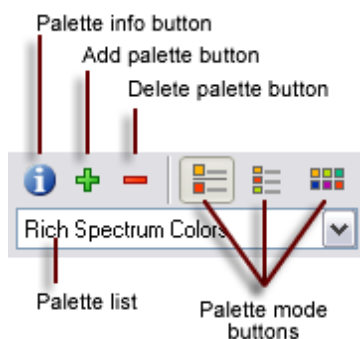 Palette info button
Add palette button
Delete palette button
Rich Spectrum Colors
Palette list
Palette mode
buttons